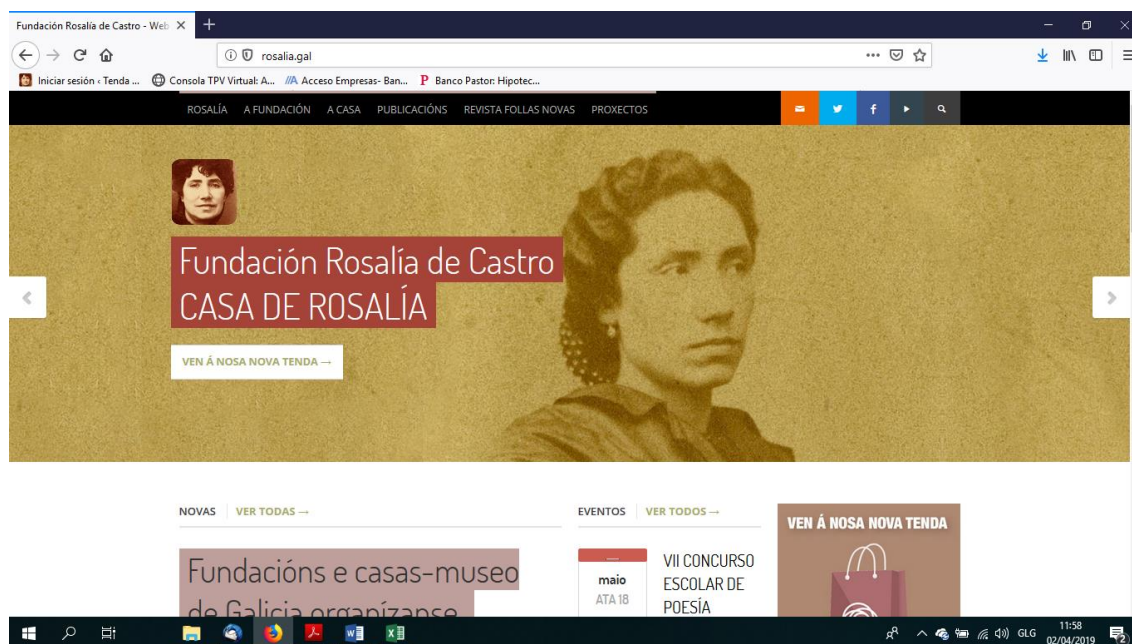 Fundación Rosalía de Castro - Web
rosalia.gal
Iniciar sesión ‹ Tenda ... Consola TPV Virtual: A... //A Acceso Empresas- Ban... P Banco Pastor: Hipotec...
ROSALÍA A FUNDACIÓN A CASA PUBLICACIÓNS REVISTA FOLLAS NOVAS PROXECTOS
Fundación Rosalía de Castro
CASA DE ROSALÍA
VEN Á NOSA NOVA TENDA →
NOVAS VER TODAS →
EVENTOS VER TODOS →
VEN Á NOSA NOVA TENDA
Fundacións e casas-museo
de Galicia organízanse
maio
ATA 18
VII CONCURSO
ESCOLAR DE
POESÍA
GLG
11:58
02/04/2019